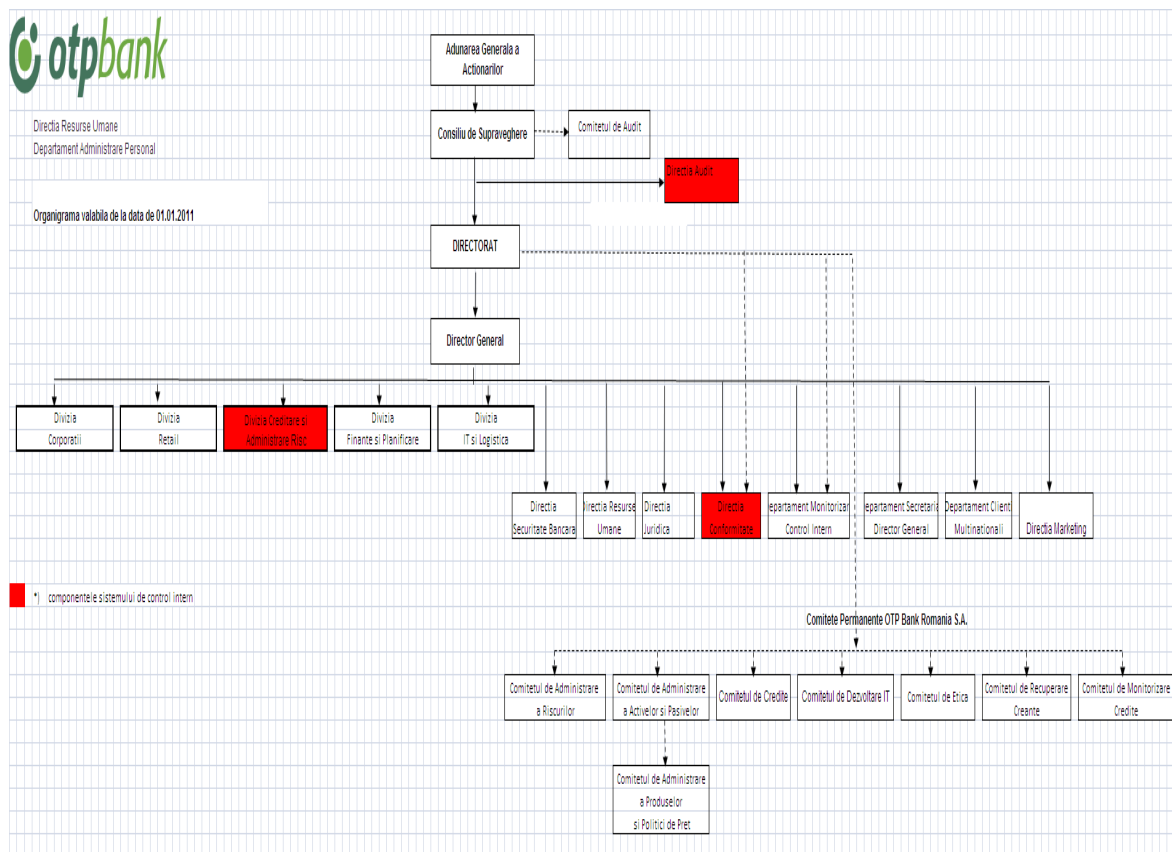 otpbank
Adunarea Generala a
Actionarilor
Directia Resurse Umane
Departament Administrare Personal
Consiliu de Supraveghere
Comitetul de Audit
Directia Audit
Organigrama valabila de la data de 01.01.2011
DIRECTORAT
Director General
Divizia
Corporatii
Divizia
Retail
Divizia Creditare si
Administrare Risc
Divizia
Finante si Planificare
Divizia
IT si Logistica
Directia
Securitate Bancara
Directia Resurse
Umane
Directia
Juridica
Directia
Conformitate
epartament Monitorizar
Control Intern
epartament Secretaria
Director General
Departament Client
Multinationali
Directia Marketing
*) componentele sistemului de control intern
Comitete Permanente OTP Bank Romania S.A.
Comitetul de Administrare
a Riscurilor
Comitetul de Administrare
a Activelor si Pasivelor
Comitetul de Credite
Comitetul de Dezvoltare IT
Comitetul de Etica
Comitetul de Recuperare
Creante
Comitetul de Monitorizare
Credite
Comitetul de Administrare
a Produselor
si Politici de Pret